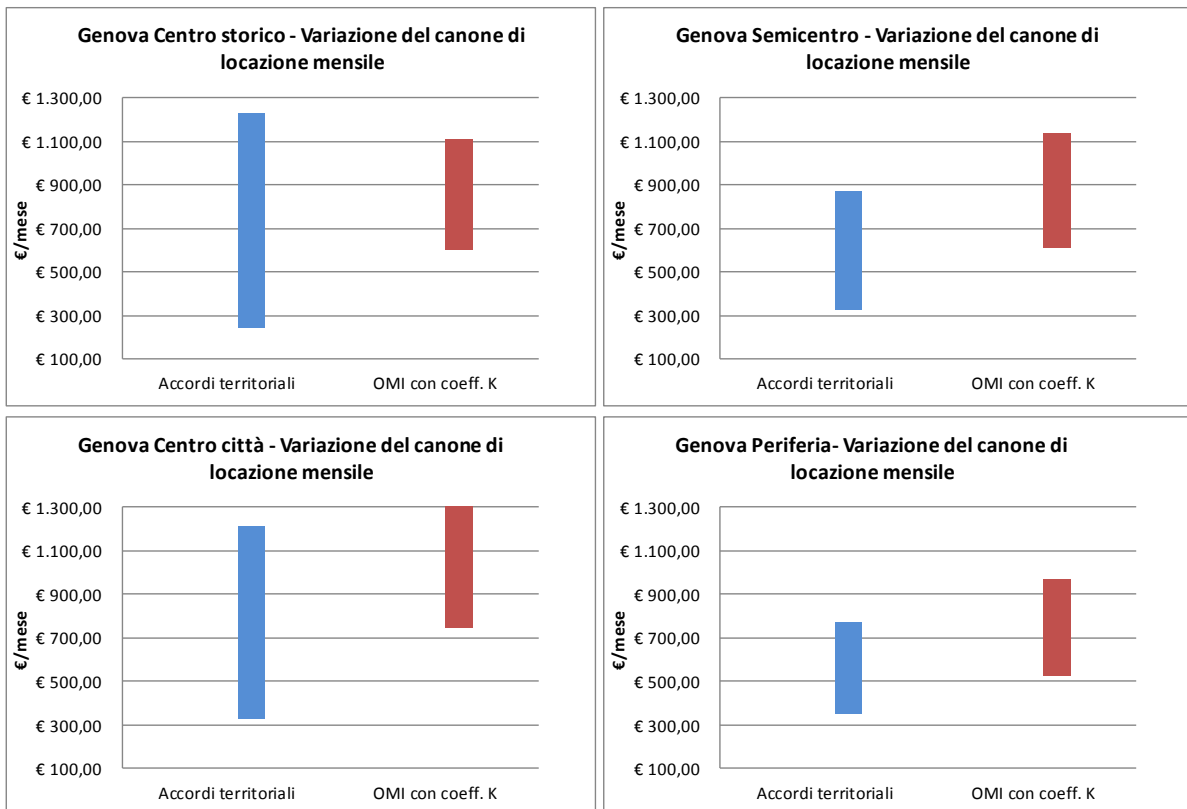 Genova Centro storico - Variazione del canone di
locazione mensile
€/mese
€ 1.300,00
€ 1.100,00
€ 900,00
€ 700,00
€ 500,00
€ 300,00
€ 100,00
Accordi territoriali
OMI con coeff. K
Genova Semicentro - Variazione del canone di
locazione mensile
€/mese
€ 1.300,00
€ 1.100,00
€ 900,00
€ 700,00
€ 500,00
€ 300,00
€ 100,00
Accordi territoriali
OMI con coeff. K
Genova Centro città - Variazione del canone di
locazione mensile
€/mese
€ 1.300,00
€ 1.100,00
€ 900,00
€ 700,00
€ 500,00
€ 300,00
€ 100,00
Accordi territoriali
OMI con coeff. K
Genova Periferia- Variazione del canone di
locazione mensile
€/mese
€ 1.300,00
€ 1.100,00
€ 900,00
€ 700,00
€ 500,00
€ 300,00
€ 100,00
Accordi territoriali
OMI con coeff. K